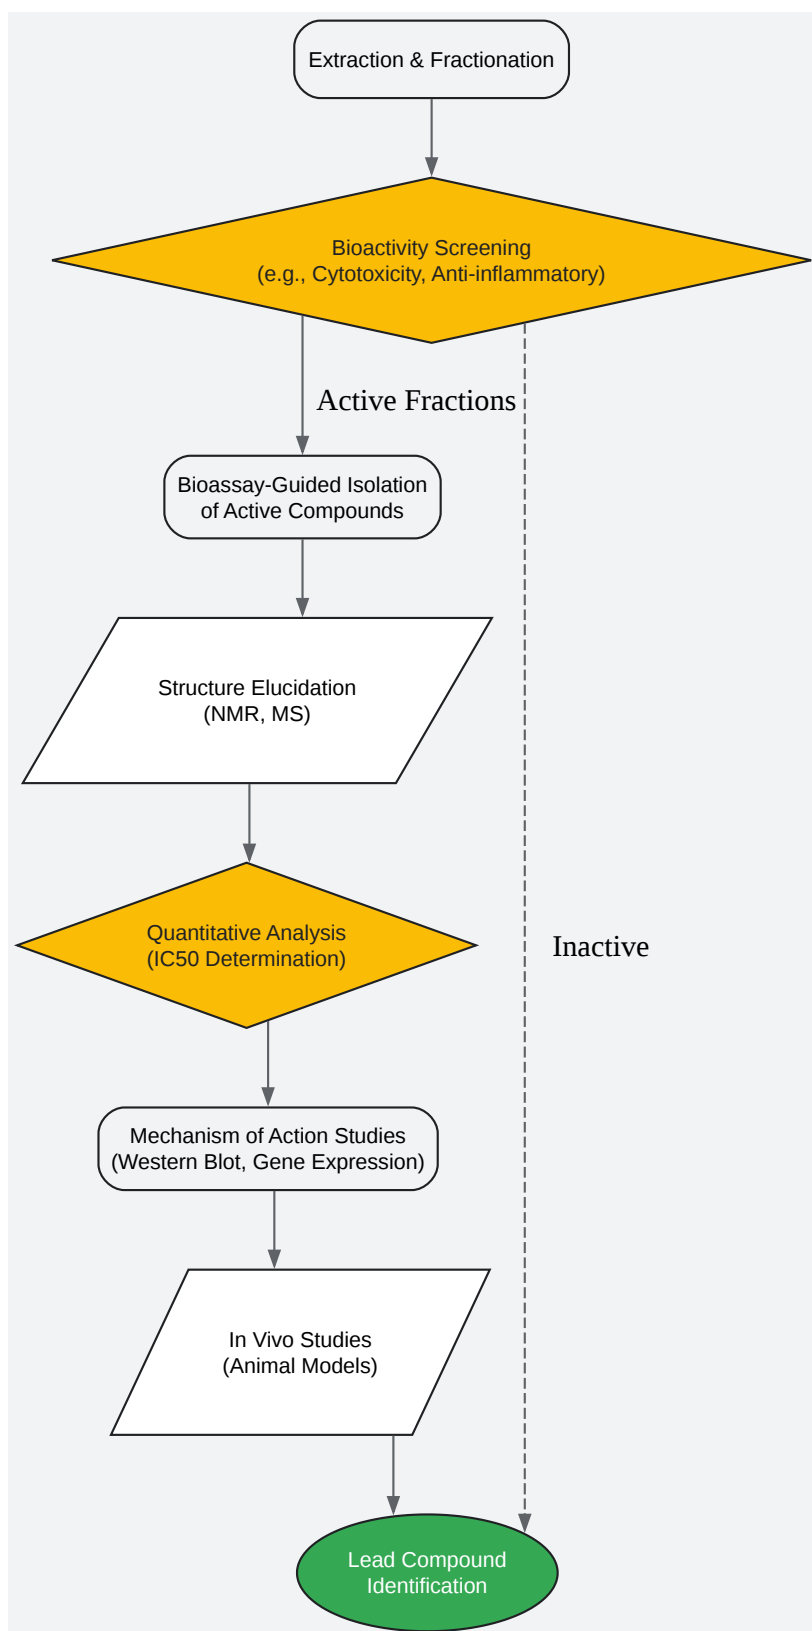 Extraction & Fractionation
Bioactivity Screening
(e.g., Cytotoxicity, Anti-inflammatory)
Active Fractions
Bioassay-Guided Isolation
of Active Compounds
Structure Elucidation
(NMR, MS)
Quantitative Analysis
(IC50 Determination)
Inactive
Mechanism of Action Studies
(Western Blot, Gene Expression)
In Vivo Studies
(Animal Models)
Lead Compound
Identification